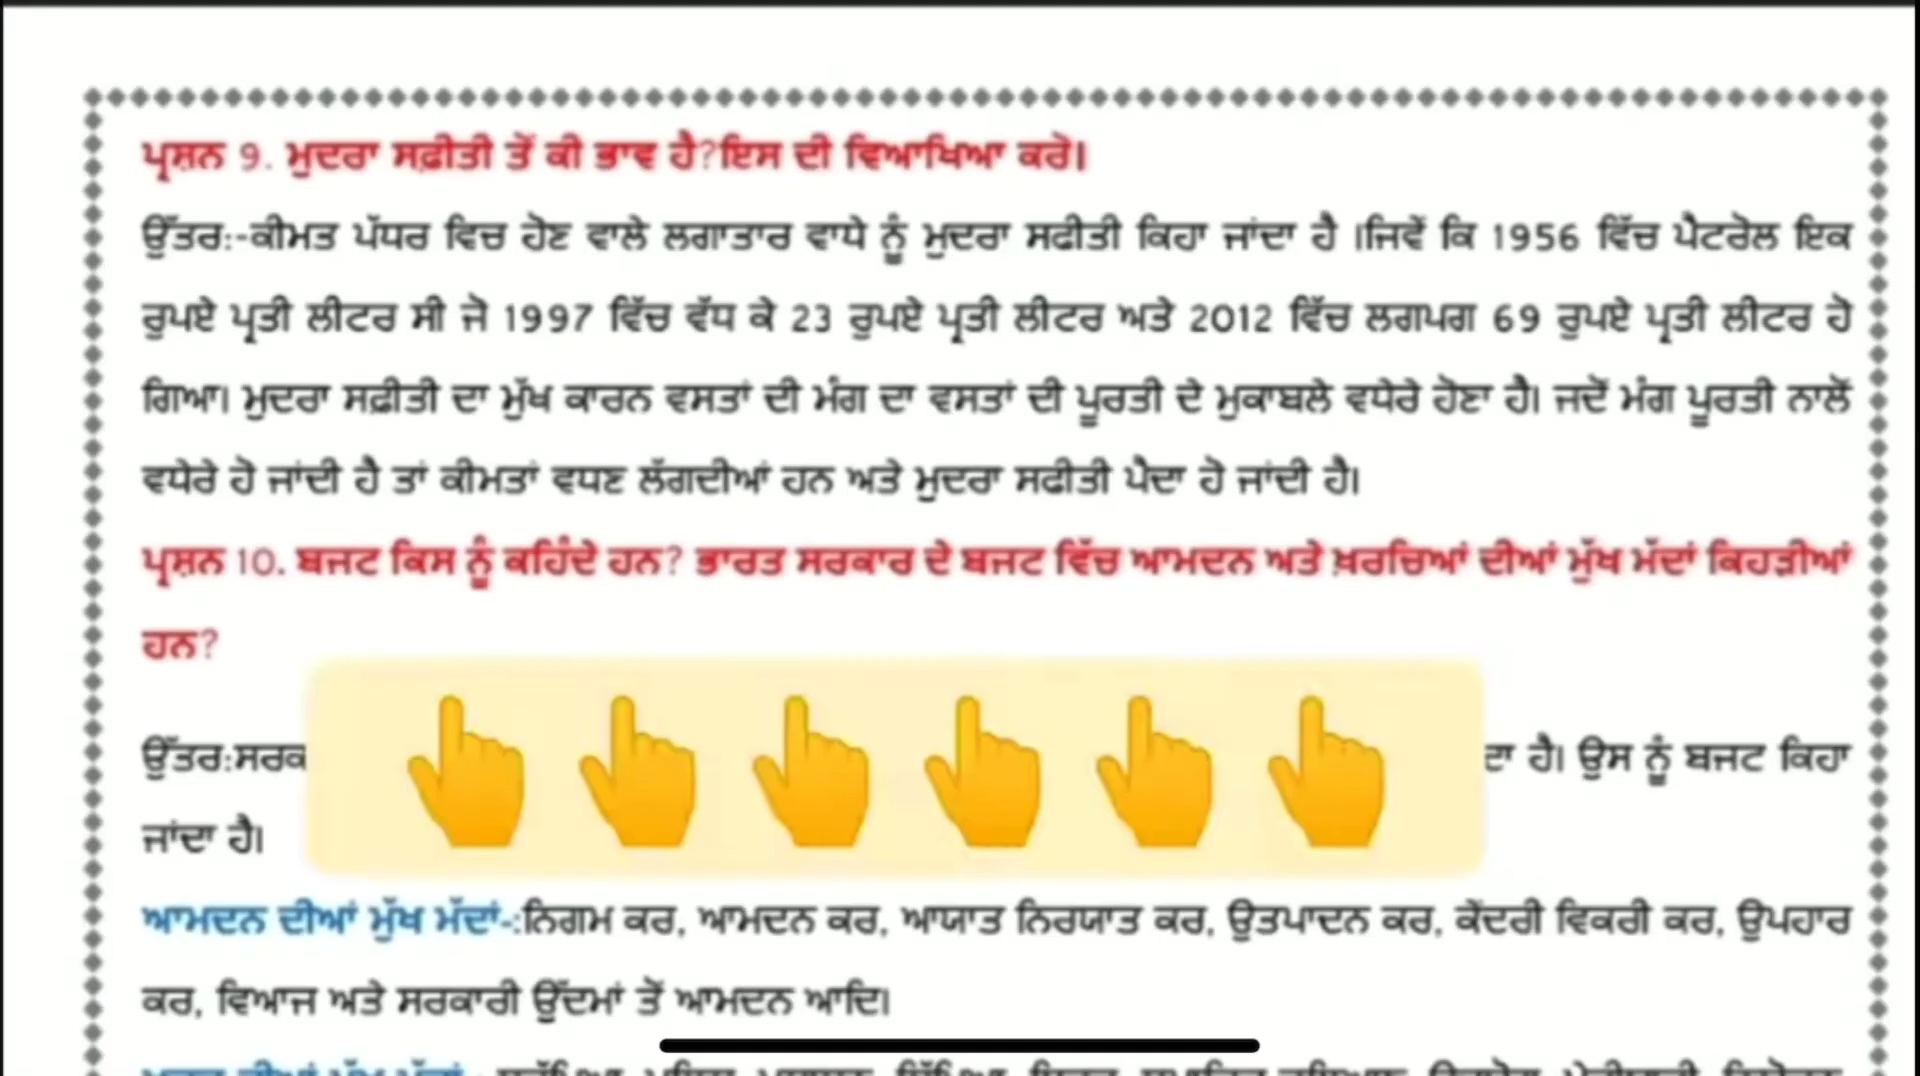 ਪ੍ਰਸ਼ਨ 9. ਮੁਦਰਾ ਸਫ਼ੀਤੀ ਤੋਂ ਕੀ ਭਾਵ ਹੈ?ਇਸ ਦੀ ਵਿਆਖਿਆ ਕਰੋ।
ਉੱਤਰ:-ਕੀਮਤ ਪੱਧਰ ਵਿਚ ਹੋਣ ਵਾਲੇ ਲਗਾਤਾਰ ਵਾਧੇ ਨੂੰ ਮੁਦਰਾ ਸਫੀਤੀ ਕਿਹਾ ਜਾਂਦਾ ਹੈ ।ਜਿਵੇਂ ਕਿ 1956 ਵਿੱਚ ਪੈਟਰੋਲ ਇਕ
ਰੁਪਏ ਪ੍ਰਤੀ ਲੀਟਰ ਸੀ ਜੋ 1997 ਵਿੱਚ ਵੱਧ ਕੇ 23 ਰੁਪਏ ਪ੍ਰਤੀ ਲੀਟਰ ਅਤੇ 2012 ਵਿੱਚ ਲਗਪਗ 69 ਰੁਪਏ ਪ੍ਰਤੀ ਲੀਟਰ ਹੋ
ਗਿਆ। ਮੁਦਰਾ ਸਫ਼ੀਤੀ ਦਾ ਮੁੱਖ ਕਾਰਨ ਵਸਤਾਂ ਦੀ ਮੰਗ ਦਾ ਵਸਤਾਂ ਦੀ ਪੂਰਤੀ ਦੇ ਮੁਕਾਬਲੇ ਵਧੇਰੇ ਹੋਣਾ ਹੈ। ਜਦੋਂ ਮੰਗ ਪੂਰਤੀ ਨਾਲੋਂ
ਵਧੇਰੇ ਹੋ ਜਾਂਦੀ ਹੈ ਤਾਂ ਕੀਮਤਾਂ ਵਧਣ ਲੱਗਦੀਆਂ ਹਨ ਅਤੇ ਮੁਦਰਾ ਸਫੀਤੀ ਪੈਦਾ ਹੋ ਜਾਂਦੀ ਹੈ।
ਪ੍ਰਸ਼ਨ 10. ਬਜਟ ਕਿਸ ਨੂੰ ਕਹਿੰਦੇ ਹਨ? ਭਾਰਤ ਸਰਕਾਰ ਦੇ ਬਜਟ ਵਿੱਚ ਆਮਦਨ ਅਤੇ ਖ਼ਰਚਿਆਂ ਦੀਆਂ ਮੁੱਖ ਮੱਦਾਂ ਕਿਹੜੀਆਂ
ਹਨ?
ਉੱਤਰ: ਹੈ। ਉਸ ਨੂੰ ਬਜਟ ਕਿਹਾ
ਜਾਂਦਾ ਹੈ।
ਆਮਦਨ ਦੀਆਂ ਮੁੱਖ ਮੱਦਾਂ-:ਨਿਗਮ ਕਰ, ਆਮਦਨ ਕਰ, ਆਯਾਤ ਨਿਰਯਾਤ ਕਰ, ਉਤਪਾਦਨ ਕਰ, ਕੇਂਦਰੀ ਵਿਕਰੀ ਕਰ, ਉਪਹਾਰ
ਕਰ, ਵਿਆਜ ਅਤੇ ਸਰਕਾਰੀ ਉੱਦਮਾਂ ਤੋਂ ਆਮਦਨ ਆਦਿ।